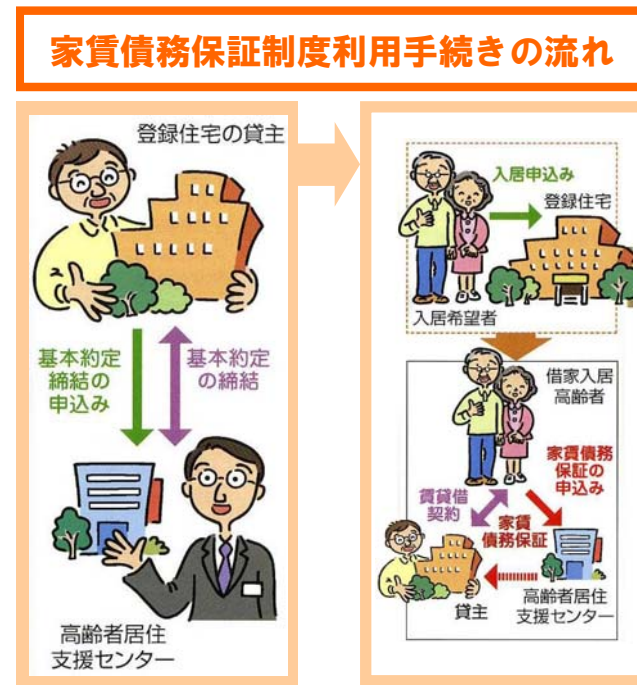 家賃債務保証制度利用手続きの流れ
登録住宅の貸主
基本約定
締結の
申込み
基本約定
の締結
高齢者居住
支援センター
入居申込み
登録住宅
入居希望者
借家入居
高齢者
家賃債務
保証の
申込み
賃貸借
契約
家賃
債務保証
貸主
高齢者居住
支援センター